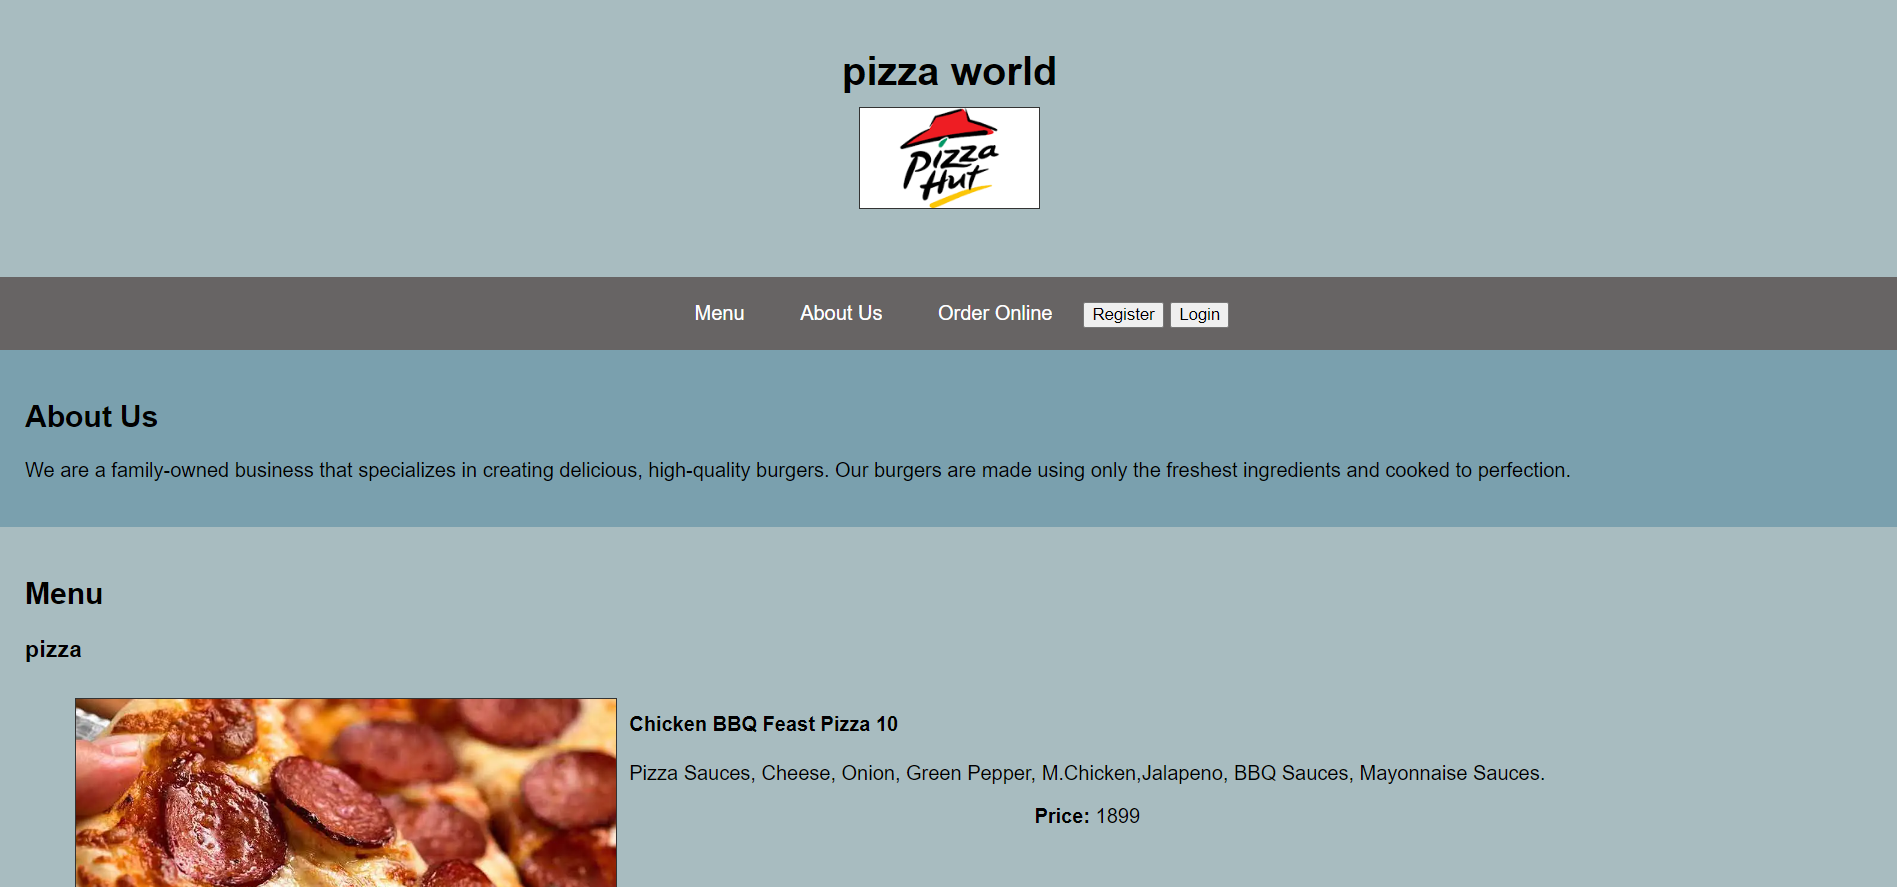 pizza world
Pizza
Hut
Menu About Us Order Online Register Login
About Us
We are a family-owned business that specializes in creating delicious, high-quality burgers. Our burgers are made using only the freshest ingredients and cooked to perfection.
Menu
pizza
Chicken BBQ Feast Pizza 10
Pizza Sauces, Cheese, Onion, Green Pepper, M.Chicken,Jalapeno, BBQ Sauces, Mayonnaise Sauces.
Price: 1899